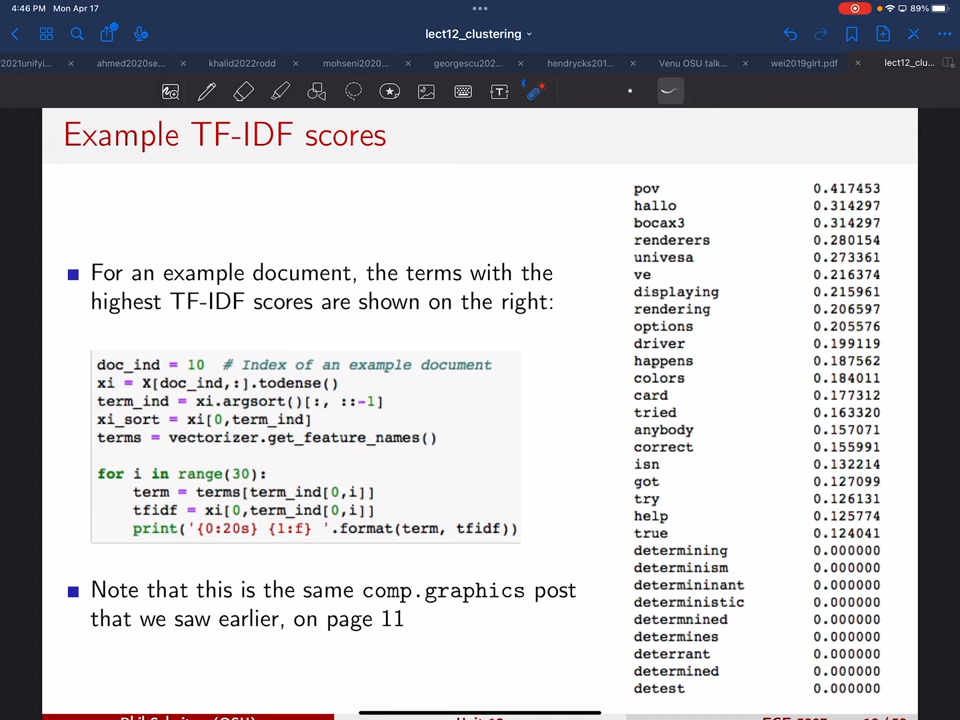 4:46 PM Mon Apr 17
89%
lect12_clustering
2021unifyi...
ahmed2020se...
khalid2022rodd
mohseni2020...
georgescu202...
hendrycks201...
Venu OSU talk...
wei2019glrt.pdf
lect12_clu...
Example TF-IDF scores
For an example document, the terms with the
highest TF-IDF scores are shown on the right:
doc_ind = 10  # Index of an example document
xi = X[doc_ind,:].todense()
term_ind = xi.argsort()[:, ::-1]
xi_sort = xi[0,term_ind]
terms = vectorizer.get_feature_names()
for i in range(30):
    term = terms[term_ind[0,i]]
    tfidf = xi[0,term_ind[0,i]]
    print('{0:20s} {1:f} '.format(term, tfidf))
Note that this is the same comp.graphics post
that we saw earlier, on page 11
pov 0.417453
hallo 0.314297
bocax3 0.314297
renderers 0.280154
univesa 0.273361
ve 0.216374
displaying 0.215961
rendering 0.206597
options 0.205576
driver 0.199119
happens 0.187562
colors 0.184011
card 0.177312
tried 0.163320
anybody 0.157071
correct 0.155991
isn 0.132214
got 0.127099
try 0.126131
help 0.125774
true 0.124041
determining 0.000000
determinism 0.000000
determininant 0.000000
deterministic 0.000000
determnined 0.000000
determines 0.000000
deterrant 0.000000
determined 0.000000
detest 0.000000